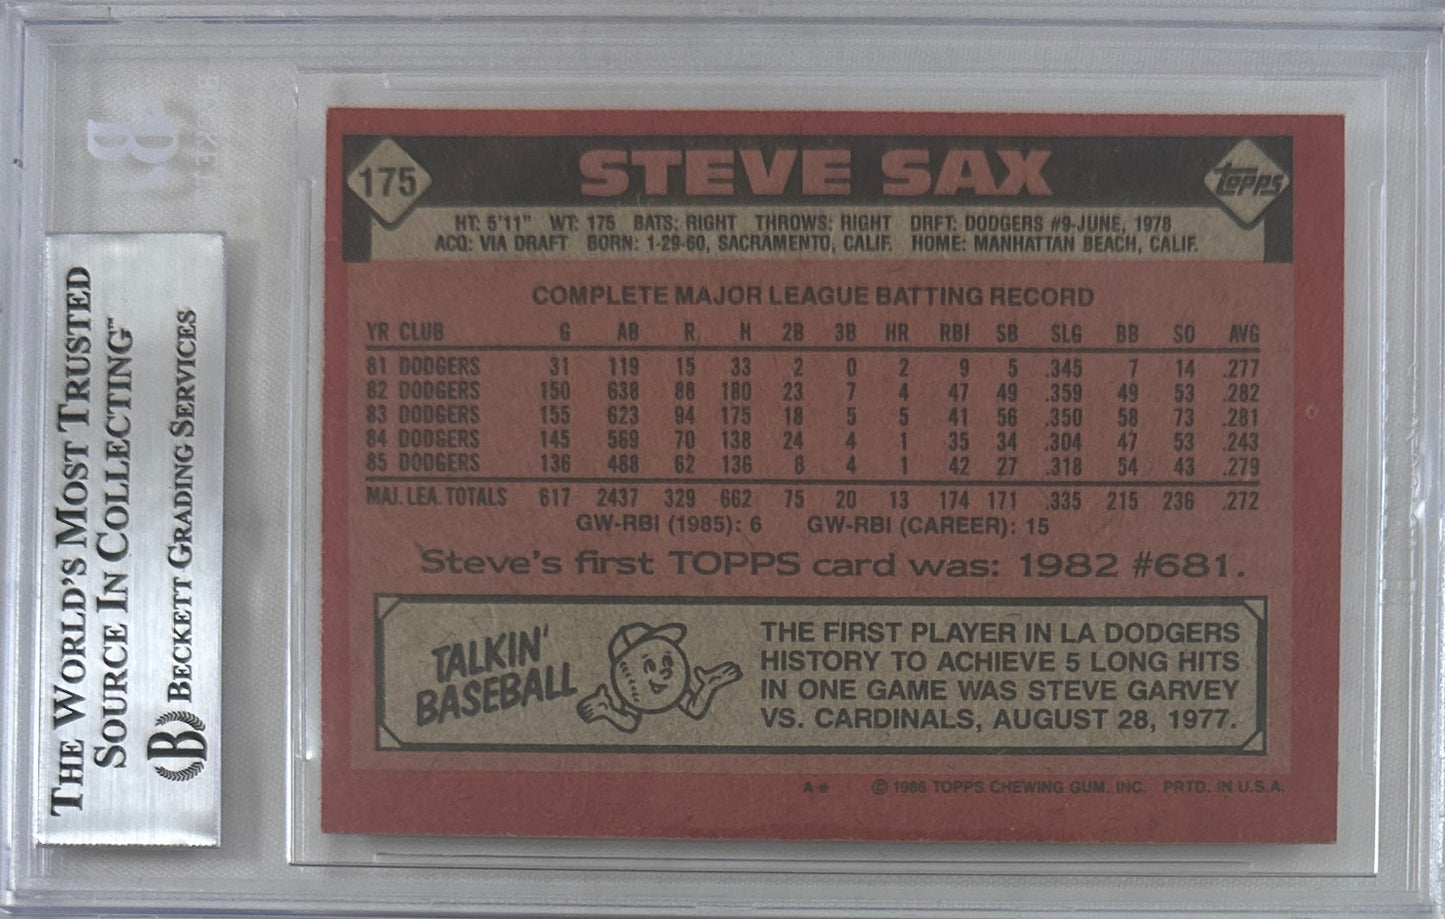 175
STEVE SAX
topps
HT: 5'11" WT: 175 BATS: RIGHT THROWS: RIGHT DRFT: DODGERS #9-JUNE, 1978
ACQ: VIA DRAFT BORN: 1-29-60, SACRAMENTO, CALIF. HOME: MANHATTAN BEACH, CALIF.
COMPLETE MAJOR LEAGUE BATTING RECORD
YR CLUB G AB R H 2B 3B HR RBI SB SLG BB SO AVG
81 DODGERS 31 119 15 33 2 0 2 9 5 .345 7 14 .277
82 DODGERS 150 638 88 180 23 7 4 47 49 .359 49 53 .282
83 DODGERS 155 623 94 175 18 5 5 41 56 .350 58 73 .281
84 DODGERS 145 569 70 138 24 4 1 35 34 .304 47 53 .243
85 DODGERS 136 488 62 136 8 4 1 42 27 .318 54 43 .279
MAJ. LEA. TOTALS 617 2437 329 662 75 20 13 174 171 .335 215 236 .272
GW-RBI (1985): 6 GW-RBI (CAREER): 15
Steve's first TOPPS card was: 1982 #681.
TALKIN'
BASEBALL
THE FIRST PLAYER IN LA DODGERS
HISTORY TO ACHIEVE 5 LONG HITS
IN ONE GAME WAS STEVE GARVEY
VS. CARDINALS, AUGUST 28, 1977.
A* © 1986 TOPPS CHEWING GUM, INC. PRTD. IN U.S.A.
THE WORLD'S MOST TRUSTED
SOURCE IN COLLECTING™
B BECKETT GRADING SERVICES
B